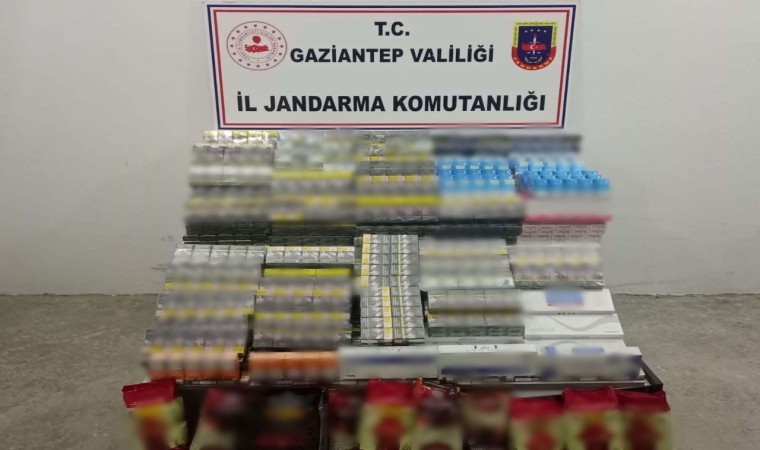 T.C.
GAZİANTEP VALİLİĞİ
İL JANDARMA KOMUTANLIĞI